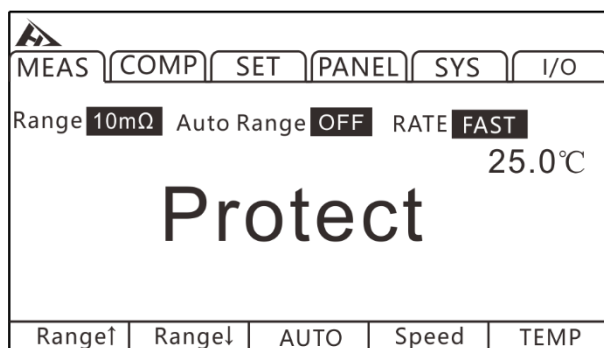 MEAS COMP SET PANEL SYS I/O
Range 10mΩ Auto Range OFF RATE FAST
25.0℃
Protect
Range↑ Range↓ AUTO Speed TEMP